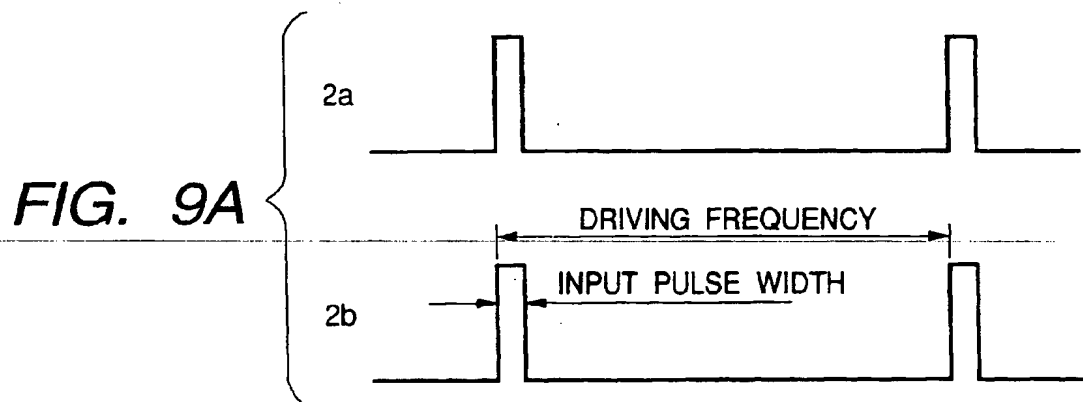 2a
FIG. 9A
DRIVING FREQUENCY
INPUT PULSE WIDTH
2b